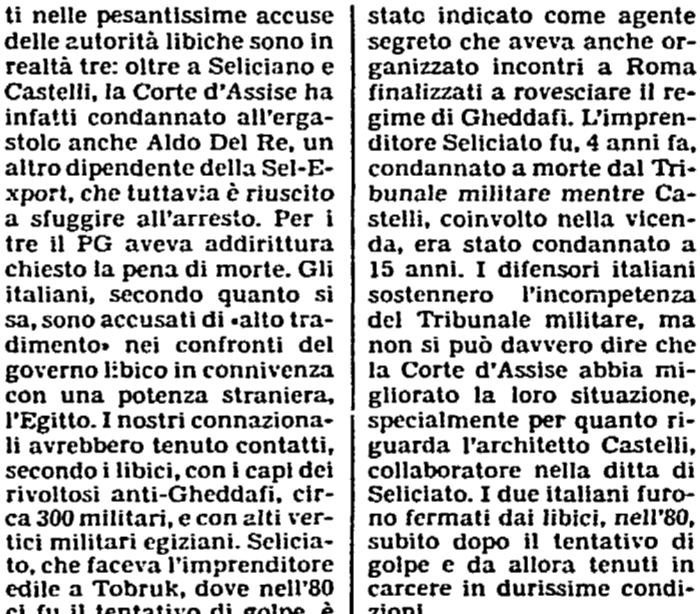 ti nelle pesantissime accuse
delle autorità libiche sono in
realtà tre: oltre a Seliciano e
Castelli, la Corte d'Assise ha
infatti condannato all'erga-
stolo anche Aldo Del Re, un
altro dipendente della Sel-E-
xport, che tuttavia è riuscito
a sfuggire all'arresto. Per i
tre il PG aveva addirittura
chiesto la pena di morte. Gli
italiani, secondo quanto si
sa, sono accusati di «alto tra-
dimento» nei confronti del
governo libico in connivenza
con una potenza straniera,
l'Egitto. I nostri connaziona-
li avrebbero tenuto contatti,
secondo i libici, con i capi dei
rivoltosi anti-Gheddafi, cir-
ca 300 militari, e con alti ver-
tici militari egiziani. Selicia-
to, che faceva l'imprenditore
edile a Tobruk, dove nell'80
ci fu il tentativo di golpe, è
stato indicato come agente
segreto che aveva anche or-
ganizzato incontri a Roma
finalizzati a rovesciare il re-
gime di Gheddafi. L'impren-
ditore Seliciato fu, 4 anni fa,
condannato a morte dal Tri-
bunale militare mentre Ca-
stelli, coinvolto nella vicen-
da, era stato condannato a
15 anni. I difensori italiani
sostennero l'incompetenza
del Tribunale militare, ma
non si può davvero dire che
la Corte d'Assise abbia mi-
gliorato la loro situazione,
specialmente per quanto ri-
guarda l'architetto Castelli,
collaboratore nella ditta di
Seliciato. I due italiani furo-
no fermati dai libici, nell'80,
subito dopo il tentativo di
golpe e da allora tenuti in
carcere in durissime condi-
zioni.